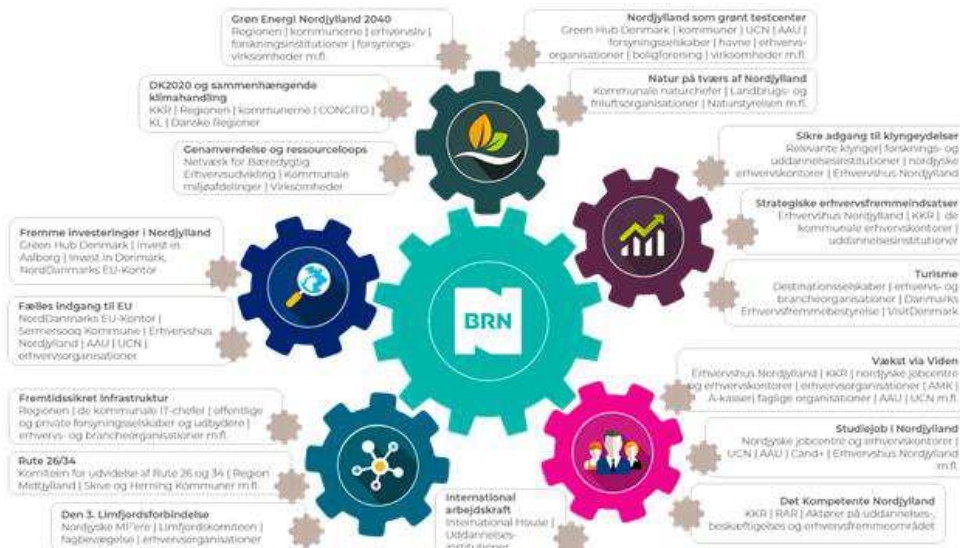 Grøn Energi Nordjylland 2040
Regionen | kommunerne | erhvervsliv |
forskningsinstitutioner | forsynings-
virksomheder m.fl.
DK2020 og sammenhængende
klimahandling
KKR | Regionen | kommunerne | CONCITO |
KL | Danske Regioner
Genanvendelse og ressourceloops
Netværk for Bæredygtig
Erhvervsudvikling | Kommunale
miljøafdelinger | Virksomheder
Nordjylland som grønt testcenter
Green Hub Denmark | kommuner | UCN | AAU |
forsyningsselskaber | havne | erhvervs-
organisationer | boligforening | virksomheder m.fl.
Natur på tværs af Nordjylland
Kommunale naturchefer | Landbrugs- og
friluftsorganisationer | Naturstyrelsen m.fl.
Sikre adgang til klyngeydelser
Relevante klynger| forsknings- og
uddannelsesinstitutioner | nordjyske
erhvervskontorer | Erhvervshus Nordjylland
Strategiske erhvervsfremmeindsatser
Erhvervshus Nordjylland | KKR | de
kommunale erhvervskontorer |
uddannelsesinstitutioner
Turisme
Destinationsselskaber | erhvervs- og
brancheorganisationer | Danmarks
Erhvervsfremmebestyrelse | VisitDenmark
Fremme investeringer i Nordjylland
Green Hub Denmark | Invest in
Aalborg | Invest in Denmark,
NordDanmarks EU-Kontor
Fælles indgang til EU
NordDanmarks EU-Kontor |
Sermersooq Kommune | Erhvervshus
Nordjylland | AAU | UCN |
erhvervsorganisationer
BRN
Fremtidssikret Infrastruktur
Regionen | de kommunale IT-chefer | offentlige
og private forsyningsselskaber og udbydere |
erhvervs- og brancheorganisationer m.fl.
Rute 26/34
Komiteen for udvidelse af Rute 26 og 34 | Region
Midtjylland | Skive og Herning Kommuner m.fl.
Den 3. Limfjordsforbindelse
Nordjyske MF'ere | Limfjordskomiteen |
fagbevægelse | erhvervsorganisationer
Vækst via Viden
Erhvervshus Nordjylland | KKR | nordjyske jobcentre
og erhvervskontorer | erhvervsorganisationer | AMK |
A-kasser| faglige organisationer | AAU | UCN m.fl.
Studiejob i Nordjylland
Nordjyske jobcentre og erhvervskontorer |
UCN | AAU | Cand+ | Erhvervshus Nordjylland
m.fl.
Det Kompetente Nordjylland
KKR | RAR | Aktører på uddannelses-,
beskæftigelses og erhvervsfremmeområdet
International
arbejdskraft
International House |
Uddannelses-
institutioner